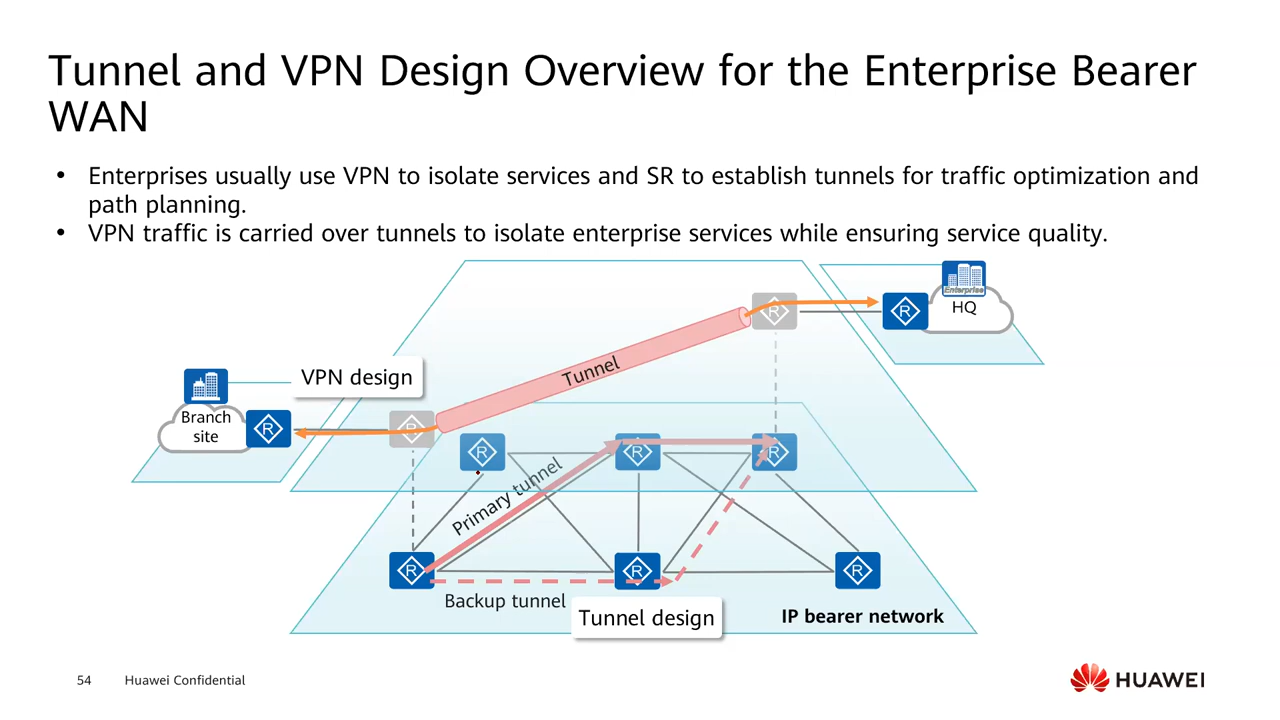 Tunnel and VPN Design Overview for the Enterprise Bearer
WAN
• Enterprises usually use VPN to isolate services and SR to establish tunnels for traffic optimization and
path planning.
• VPN traffic is carried over tunnels to isolate enterprise services while ensuring service quality.
Enterprise
HQ
R
R
Tunnel
VPN design
Branch
site
R
R
R
R
R
Primary tunnel
R
R
R
Backup tunnel
Tunnel design
IP bearer network
54
Huawei Confidential
HUAWEI